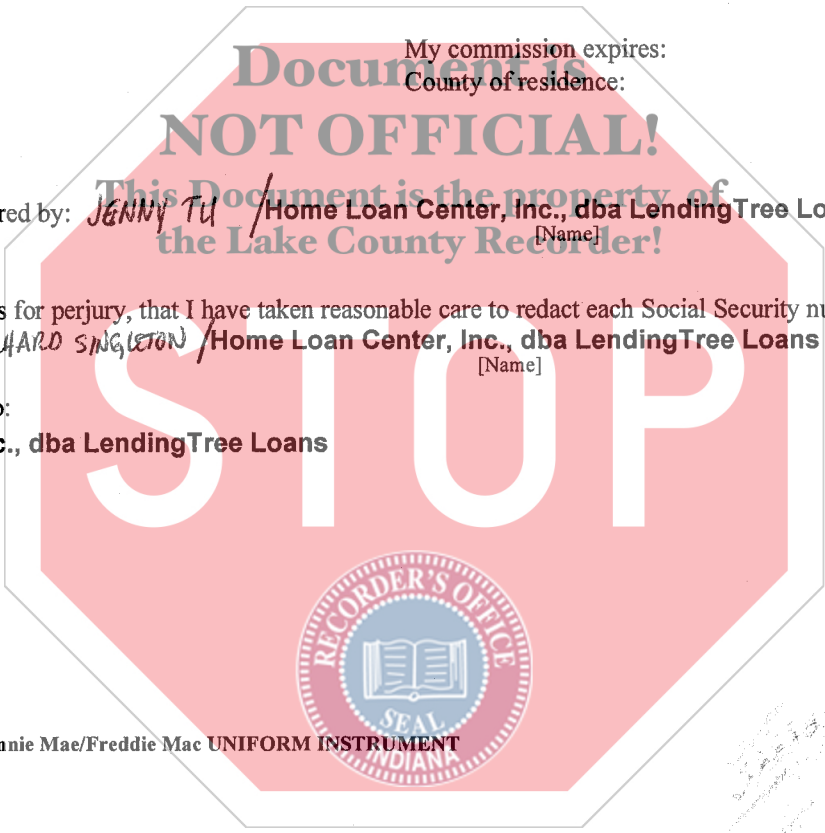 My commission expires:
Document is
County of residence:
NOT OFFICIAL!
This Document is the property of
red by: JENNY TU /Home Loan Center, Inc., dba LendingTree Lo
[Name]
the Lake County Recorder!
s for perjury, that I have taken reasonable care to redact each Social Security nu
HARD SINGLETON /Home Loan Center, Inc., dba LendingTree Loans
[Name]
STOP
o:
c., dba LendingTree Loans
RECORDER'S OFFICE
SEAL
INDIANA
nnie Mae/Freddie Mac UNIFORM INSTRUMENT